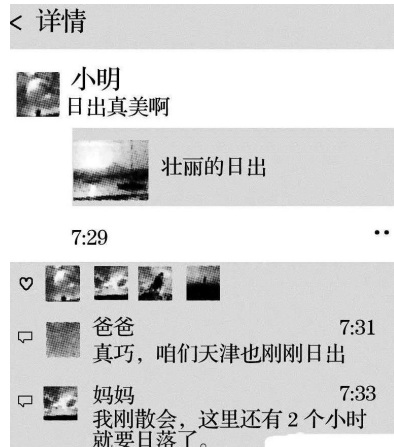 < 详情
小明
日出真美啊
壮丽的日出
7:29
爸爸 7:31
真巧，咱们天津也刚刚日出
妈妈 7:33
我刚散会，这里还有 2 个小时
就要日落了。